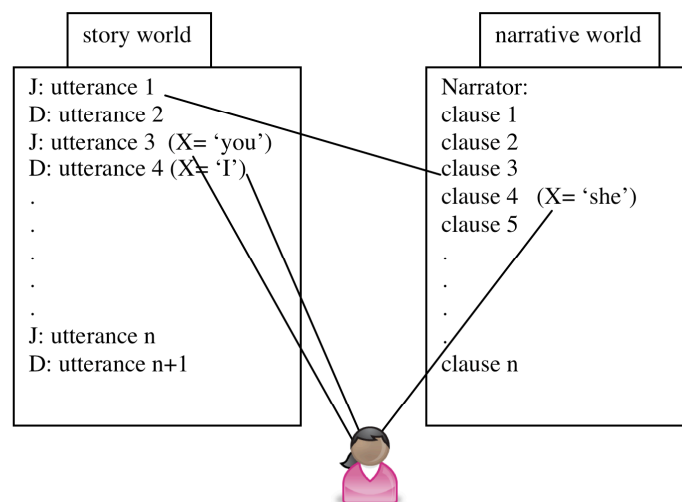 story world
J: utterance 1
D: utterance 2
J: utterance 3 (X= ‘you’)
D: utterance 4 (X= ‘I’)
.
.
.
.
.
J: utterance n
D: utterance n+1
narrative world
Narrator:
clause 1
clause 2
clause 3
clause 4 (X= ‘she’)
clause 5
.
.
.
.
clause n